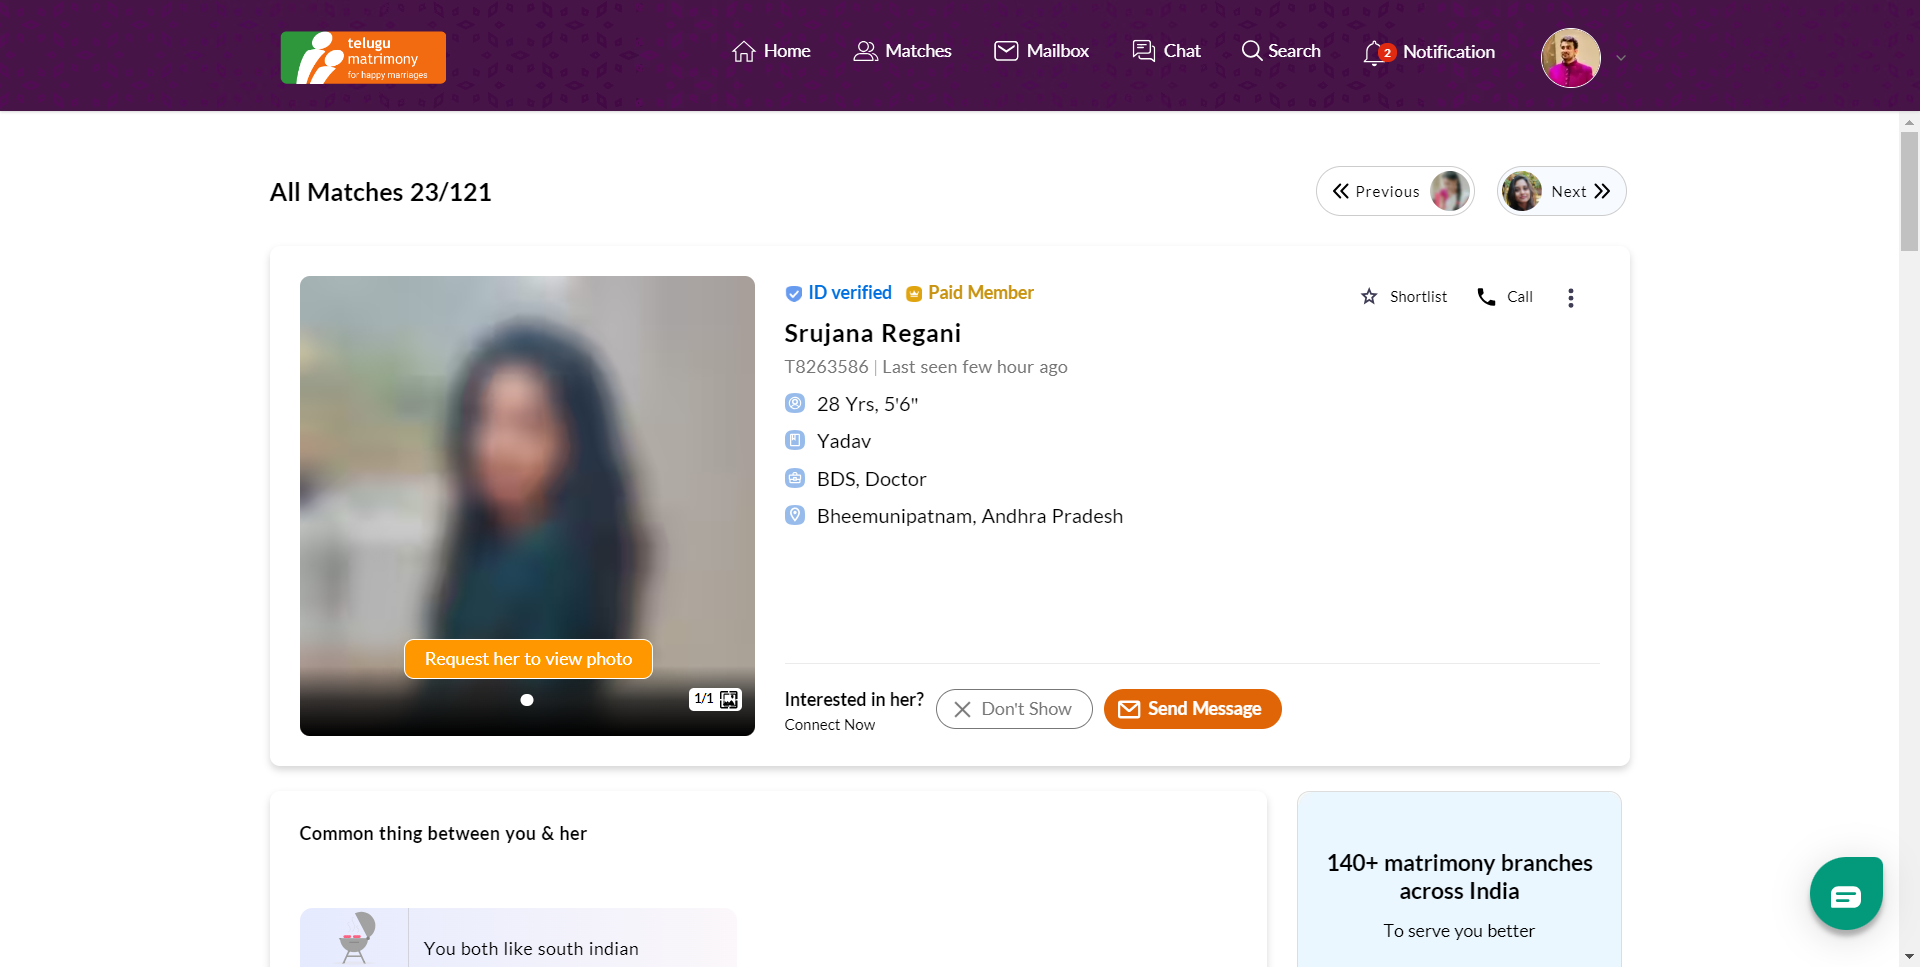 telugu
matrimony
for happy marriages
Home
Matches
Mailbox
Chat
Search
2
Notification
All Matches 23/121
Previous
Next
ID verified
Paid Member
Shortlist
Call
Srujana Regani
T8263586 | Last seen few hour ago
28 Yrs, 5'6"
Yadav
BDS, Doctor
Bheemunipatnam, Andhra Pradesh
Request her to view photo
1/1
Interested in her?
Connect Now
Don't Show
Send Message
Common thing between you & her
You both like south indian
140+ matrimony branches
across India
To serve you better